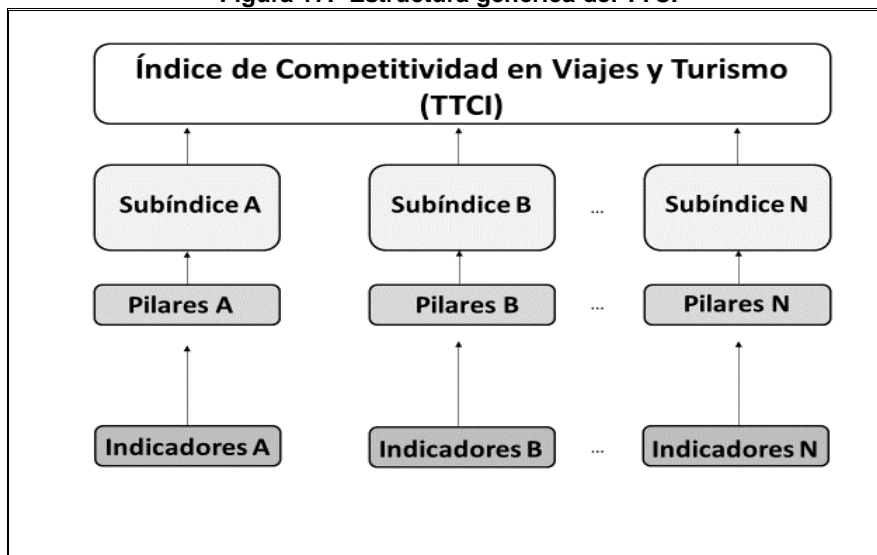 Índice de Competitividad en Viajes y Turismo
(TTCI)
Subíndice A
Subíndice B
...
Subíndice N
Pilares A
Pilares B
...
Pilares N
Indicadores A
Indicadores B
...
Indicadores N